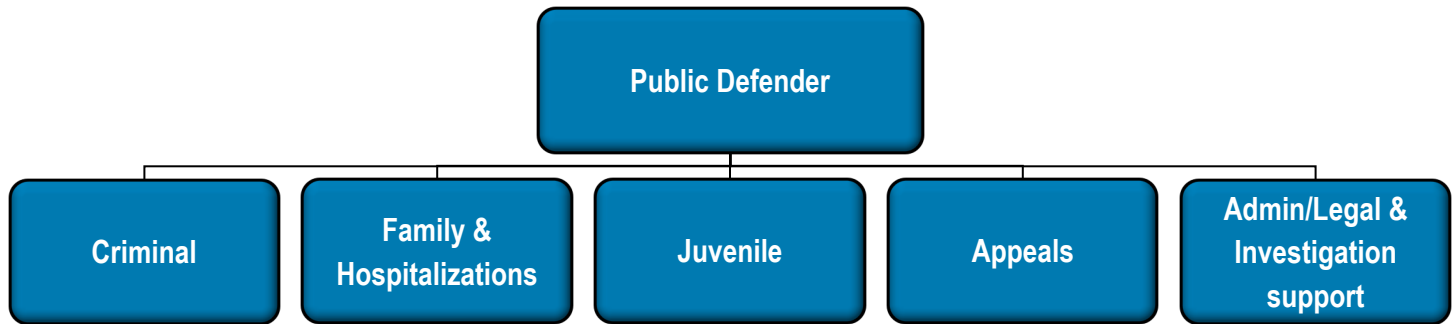 Public Defender
Criminal
Family &
Hospitalizations
Juvenile
Appeals
Admin/Legal &
Investigation
support